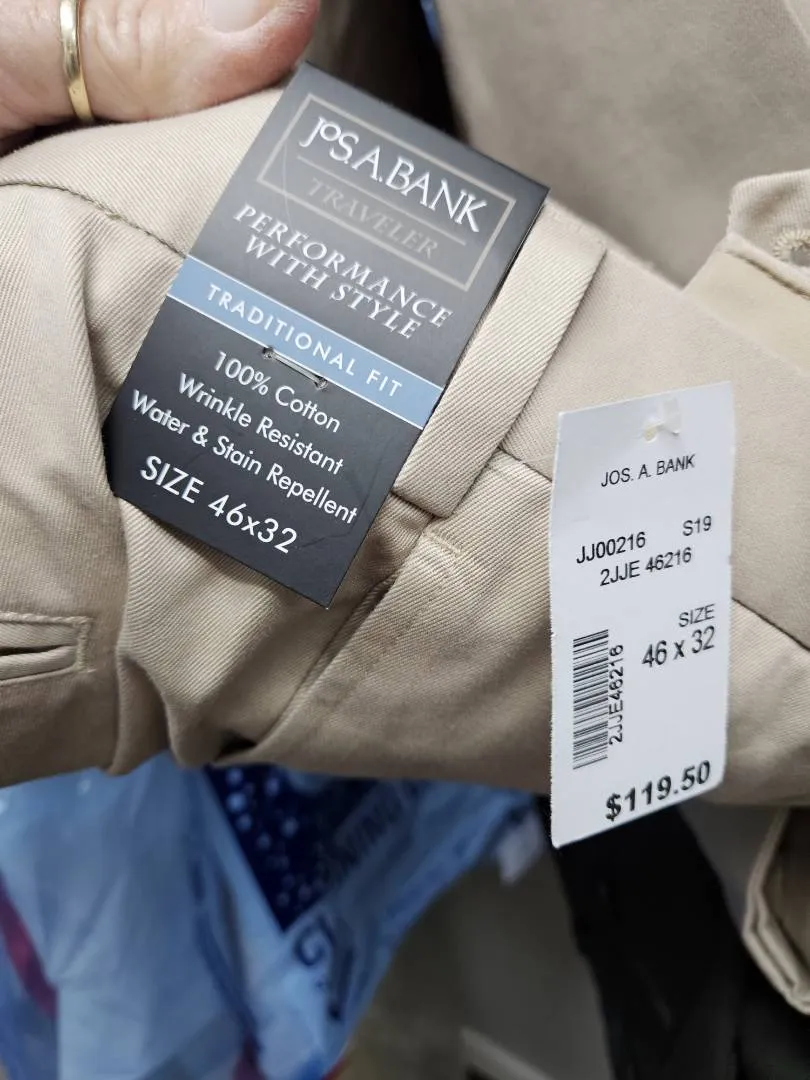 JOS.A.BANK
TRAVELER
PERFORMANCE
WITH STYLE
TRADITIONAL FIT
100% Cotton
Wrinkle Resistant
Water & Stain Repellent
SIZE 46x32
JOS. A. BANK
JJ00216 S19
2JJE 46216
SIZE
46 x 32
2JJE46216
$119.50